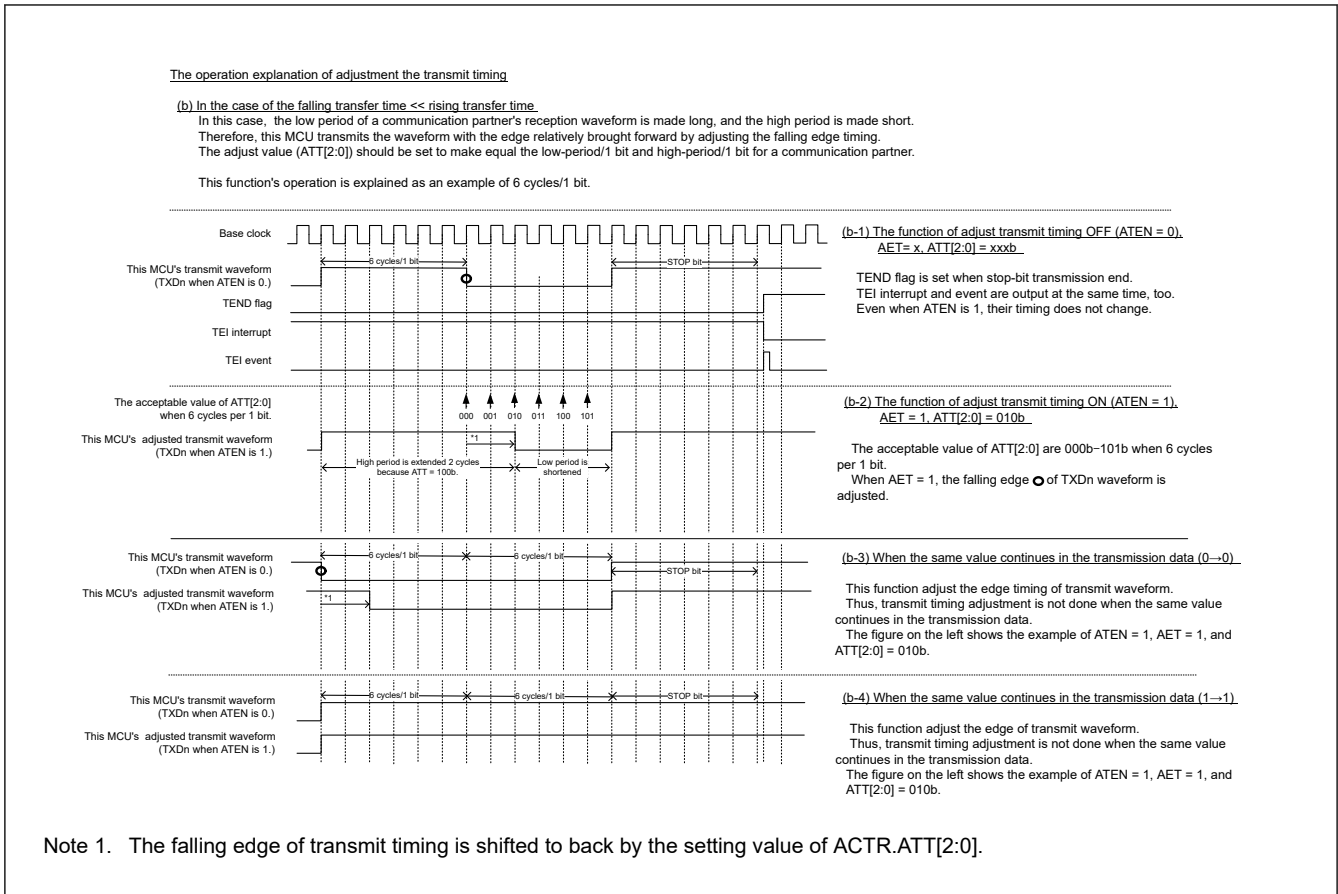 The operation explanation of adjustment the transmit timing
(b) In the case of the falling transfer time << rising transfer time
In this case, the low period of a communication partner's reception waveform is made long, and the high period is made short.
Therefore, this MCU transmits the waveform with the edge relatively brought forward by adjusting the falling edge timing.
The adjust value (ATT[2:0]) should be set to make equal the low-period/1 bit and high-period/1 bit for a communication partner.
This function's operation is explained as an example of 6 cycles/1 bit.
Base clock
6 cycles/1 bit
STOP bit
This MCU's transmit waveform
(TXDn when ATEN is 0.)
TEND flag
TEI interrupt
TEI event
(b-1) The function of adjust transmit timing OFF (ATEN = 0),
AET= x, ATT[2:0] = xxxb
TEND flag is set when stop-bit transmission end.
TEI interrupt and event are output at the same time, too.
Even when ATEN is 1, their timing does not change.
The acceptable value of ATT[2:0]
when 6 cycles per 1 bit.
000 001 010 011 100 101
This MCU's adjusted transmit waveform
(TXDn when ATEN is 1.)
*1
High period is extended 2 cycles
because ATT = 100b.
Low period is
shortened
(b-2) The function of adjust transmit timing ON (ATEN = 1),
AET = 1, ATT[2:0] = 010b
The acceptable value of ATT[2:0] are 000b−101b when 6 cycles
per 1 bit.
When AET = 1, the falling edge of TXDn waveform is
adjusted.
This MCU's transmit waveform
(TXDn when ATEN is 0.)
6 cycles/1 bit
6 cycles/1 bit
STOP bit
This MCU's adjusted transmit waveform
(TXDn when ATEN is 1.)
*1
(b-3) When the same value continues in the transmission data (0→0)
This function adjust the edge timing of transmit waveform.
Thus, transmit timing adjustment is not done when the same value
continues in the transmission data.
The figure on the left shows the example of ATEN = 1, AET = 1, and
ATT[2:0] = 010b.
This MCU's transmit waveform
(TXDn when ATEN is 0.)
6 cycles/1 bit
6 cycles/1 bit
STOP bit
This MCU's adjusted transmit waveform
(TXDn when ATEN is 1.)
(b-4) When the same value continues in the transmission data (1→1)
This function adjust the edge of transmit waveform.
Thus, transmit timing adjustment is not done when the same value
continues in the transmission data.
The figure on the left shows the example of ATEN = 1, AET = 1, and
ATT[2:0] = 010b.
Note 1. The falling edge of transmit timing is shifted to back by the setting value of ACTR.ATT[2:0].